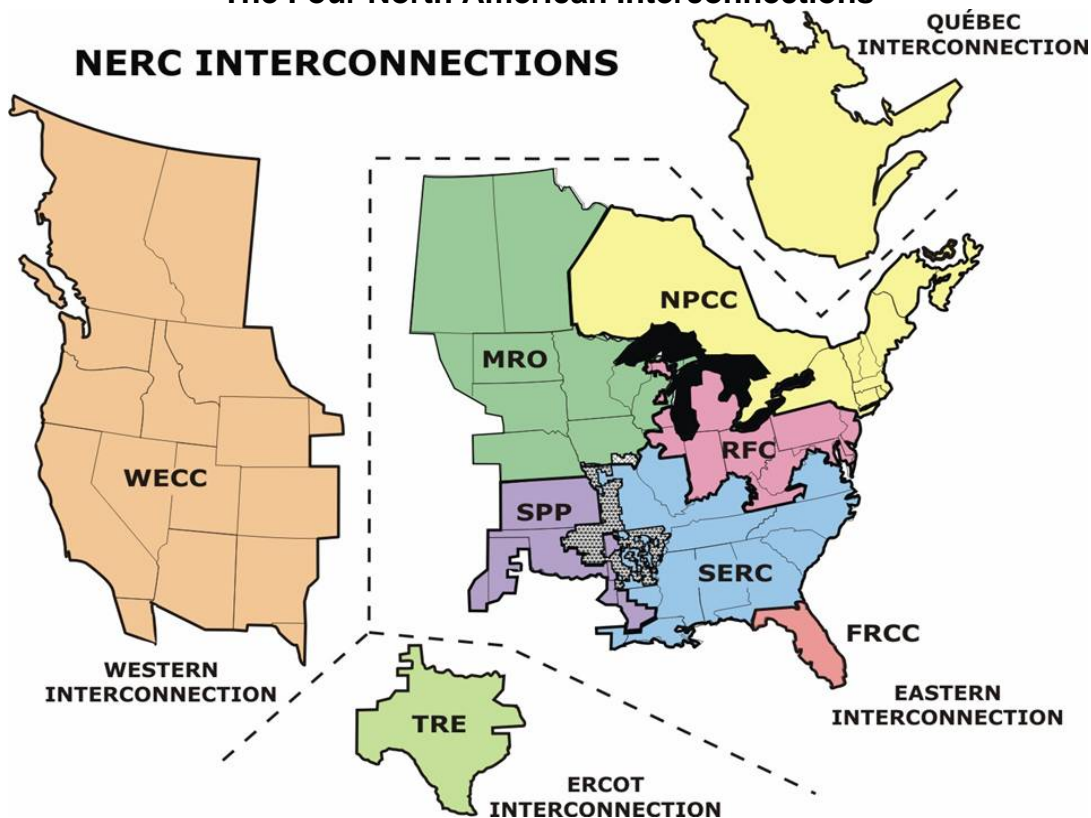 The Four North American Interconnections
NERC INTERCONNECTIONS
QUÉBEC
INTERCONNECTION
NPCC
MRO
RFC
WECC
SPP
SERC
FRCC
WESTERN
INTERCONNECTION
EASTERN
INTERCONNECTION
TRE
ERCOT
INTERCONNECTION